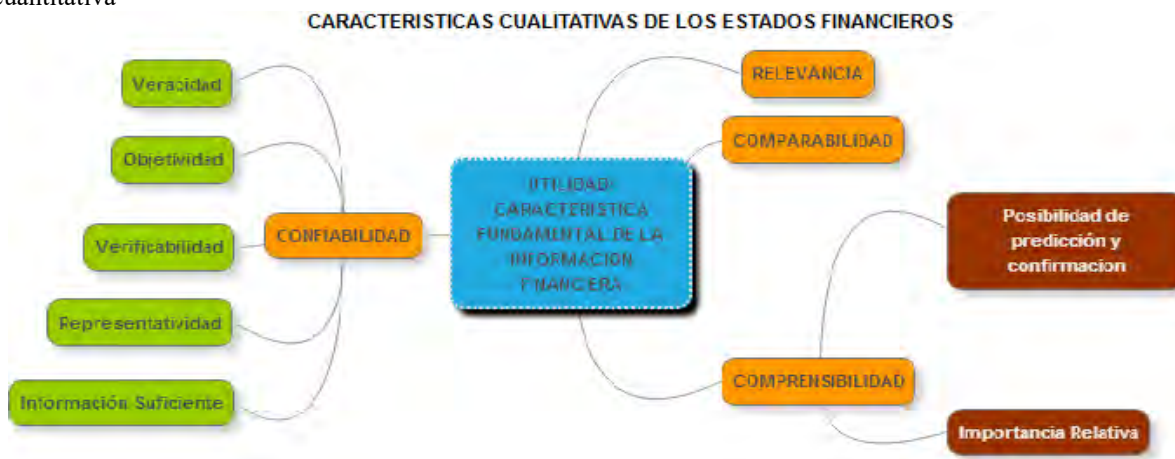 Cuantitativa
CARACTERISTICAS CUALITATIVAS DE LOS ESTADOS FINANCIEROS
Veracidad
Objetividad
Verificabilidad
Representatividad
Información Suficiente
CONFIABILIDAD
UTILIDAD:
CARACTERISTICA
FUNDAMENTAL DE LA
INFORMACION
FINANCIERA
RELEVANCIA
COMPARABILIDAD
COMPRENSIBILIDAD
Posibilidad de
predicción y
confirmacion
Importancia Relativa